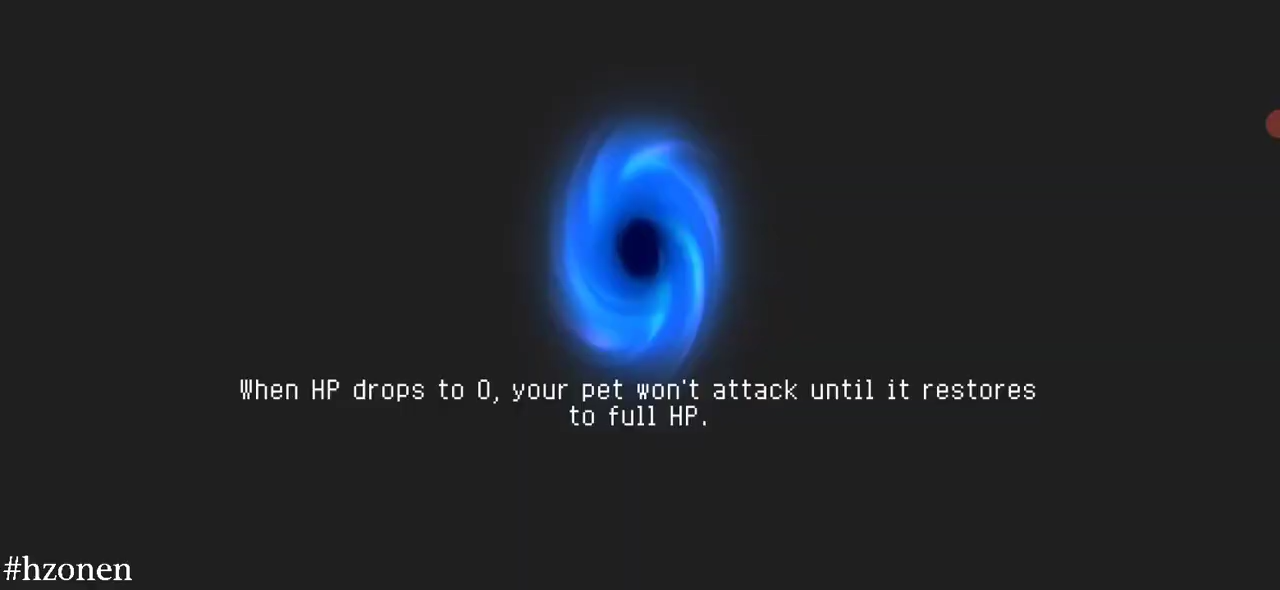 When HP drops to 0, your pet won't attack until it restores
to full HP.
#hzonen